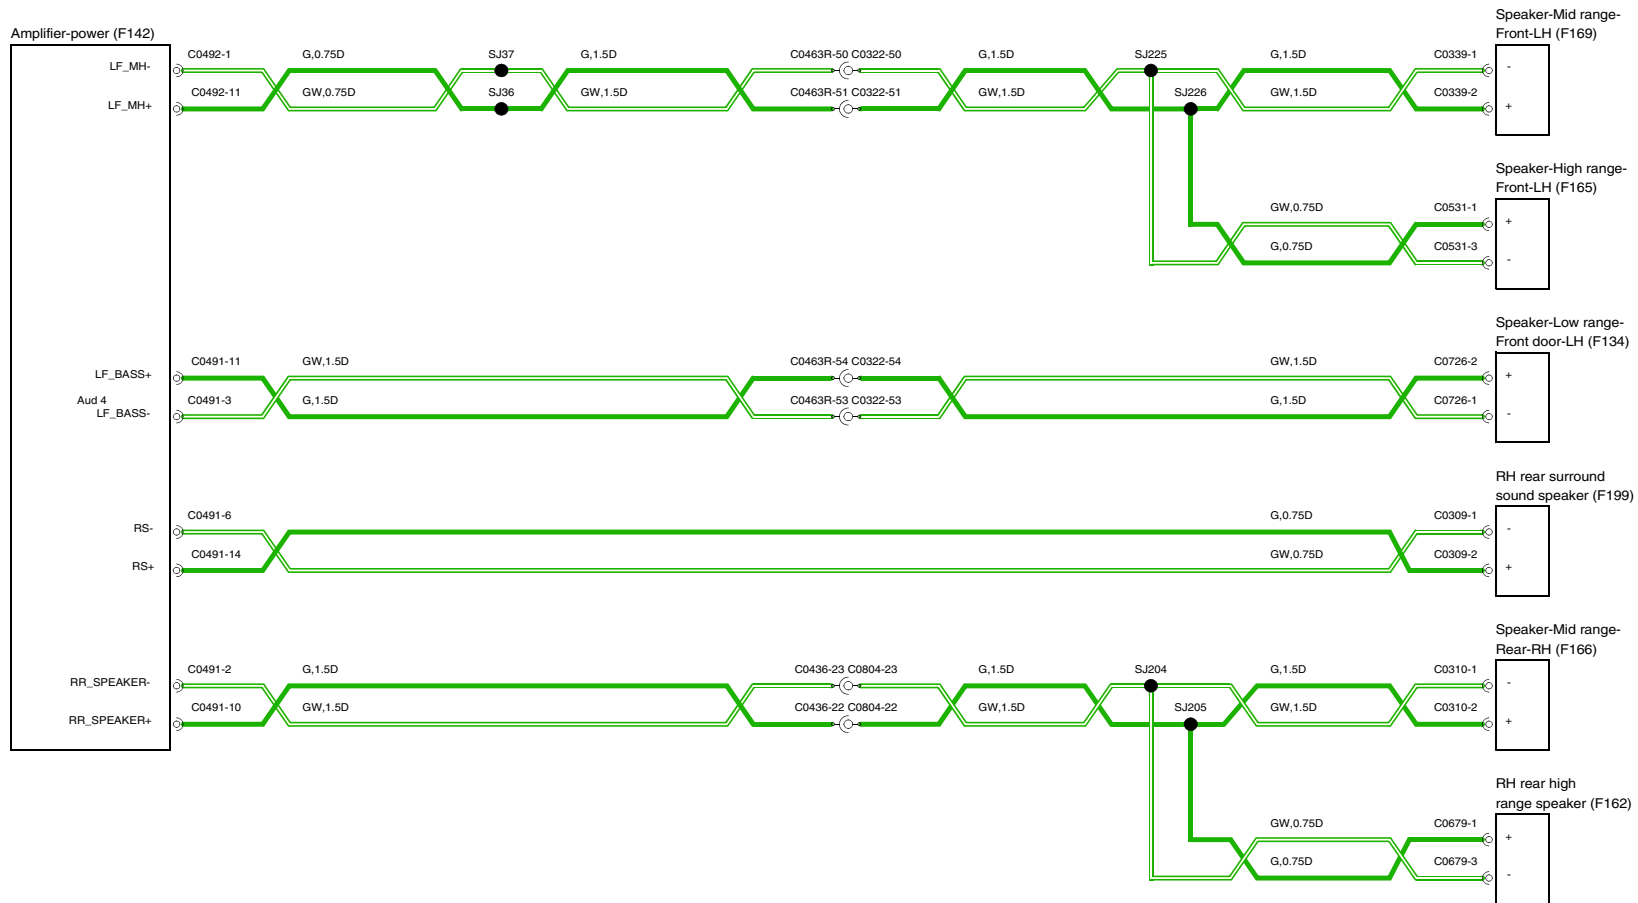 Amplifier-power (F142)
Speaker-Mid range-
Front-LH (F169)
LF_MH-
C0492-1
G,0.75D
SJ37
G,1.5D
C0463R-50 C0322-50
G,1.5D
SJ225
G,1.5D
C0339-1
-
LF_MH+
C0492-11
GW,0.75D
SJ36
GW,1.5D
C0463R-51 C0322-51
GW,1.5D
SJ226
GW,1.5D
C0339-2
+
Speaker-High range-
Front-LH (F165)
GW,0.75D
C0531-1
+
G,0.75D
C0531-3
-
Speaker-Low range-
Front door-LH (F134)
LF_BASS+
C0491-11
GW,1.5D
C0463R-54 C0322-54
GW,1.5D
C0726-2
+
Aud 4
LF_BASS-
C0491-3
G,1.5D
C0463R-53 C0322-53
G,1.5D
C0726-1
-
RH rear surround
sound speaker (F199)
RS-
C0491-6
G,0.75D
C0309-1
-
RS+
C0491-14
GW,0.75D
C0309-2
+
Speaker-Mid range-
Rear-RH (F166)
RR_SPEAKER-
C0491-2
G,1.5D
C0436-23 C0804-23
G,1.5D
SJ204
G,1.5D
C0310-1
-
RR_SPEAKER+
C0491-10
GW,1.5D
C0436-22 C0804-22
GW,1.5D
SJ205
GW,1.5D
C0310-2
+
RH rear high
range speaker (F162)
GW,0.75D
C0679-1
+
G,0.75D
C0679-3
-